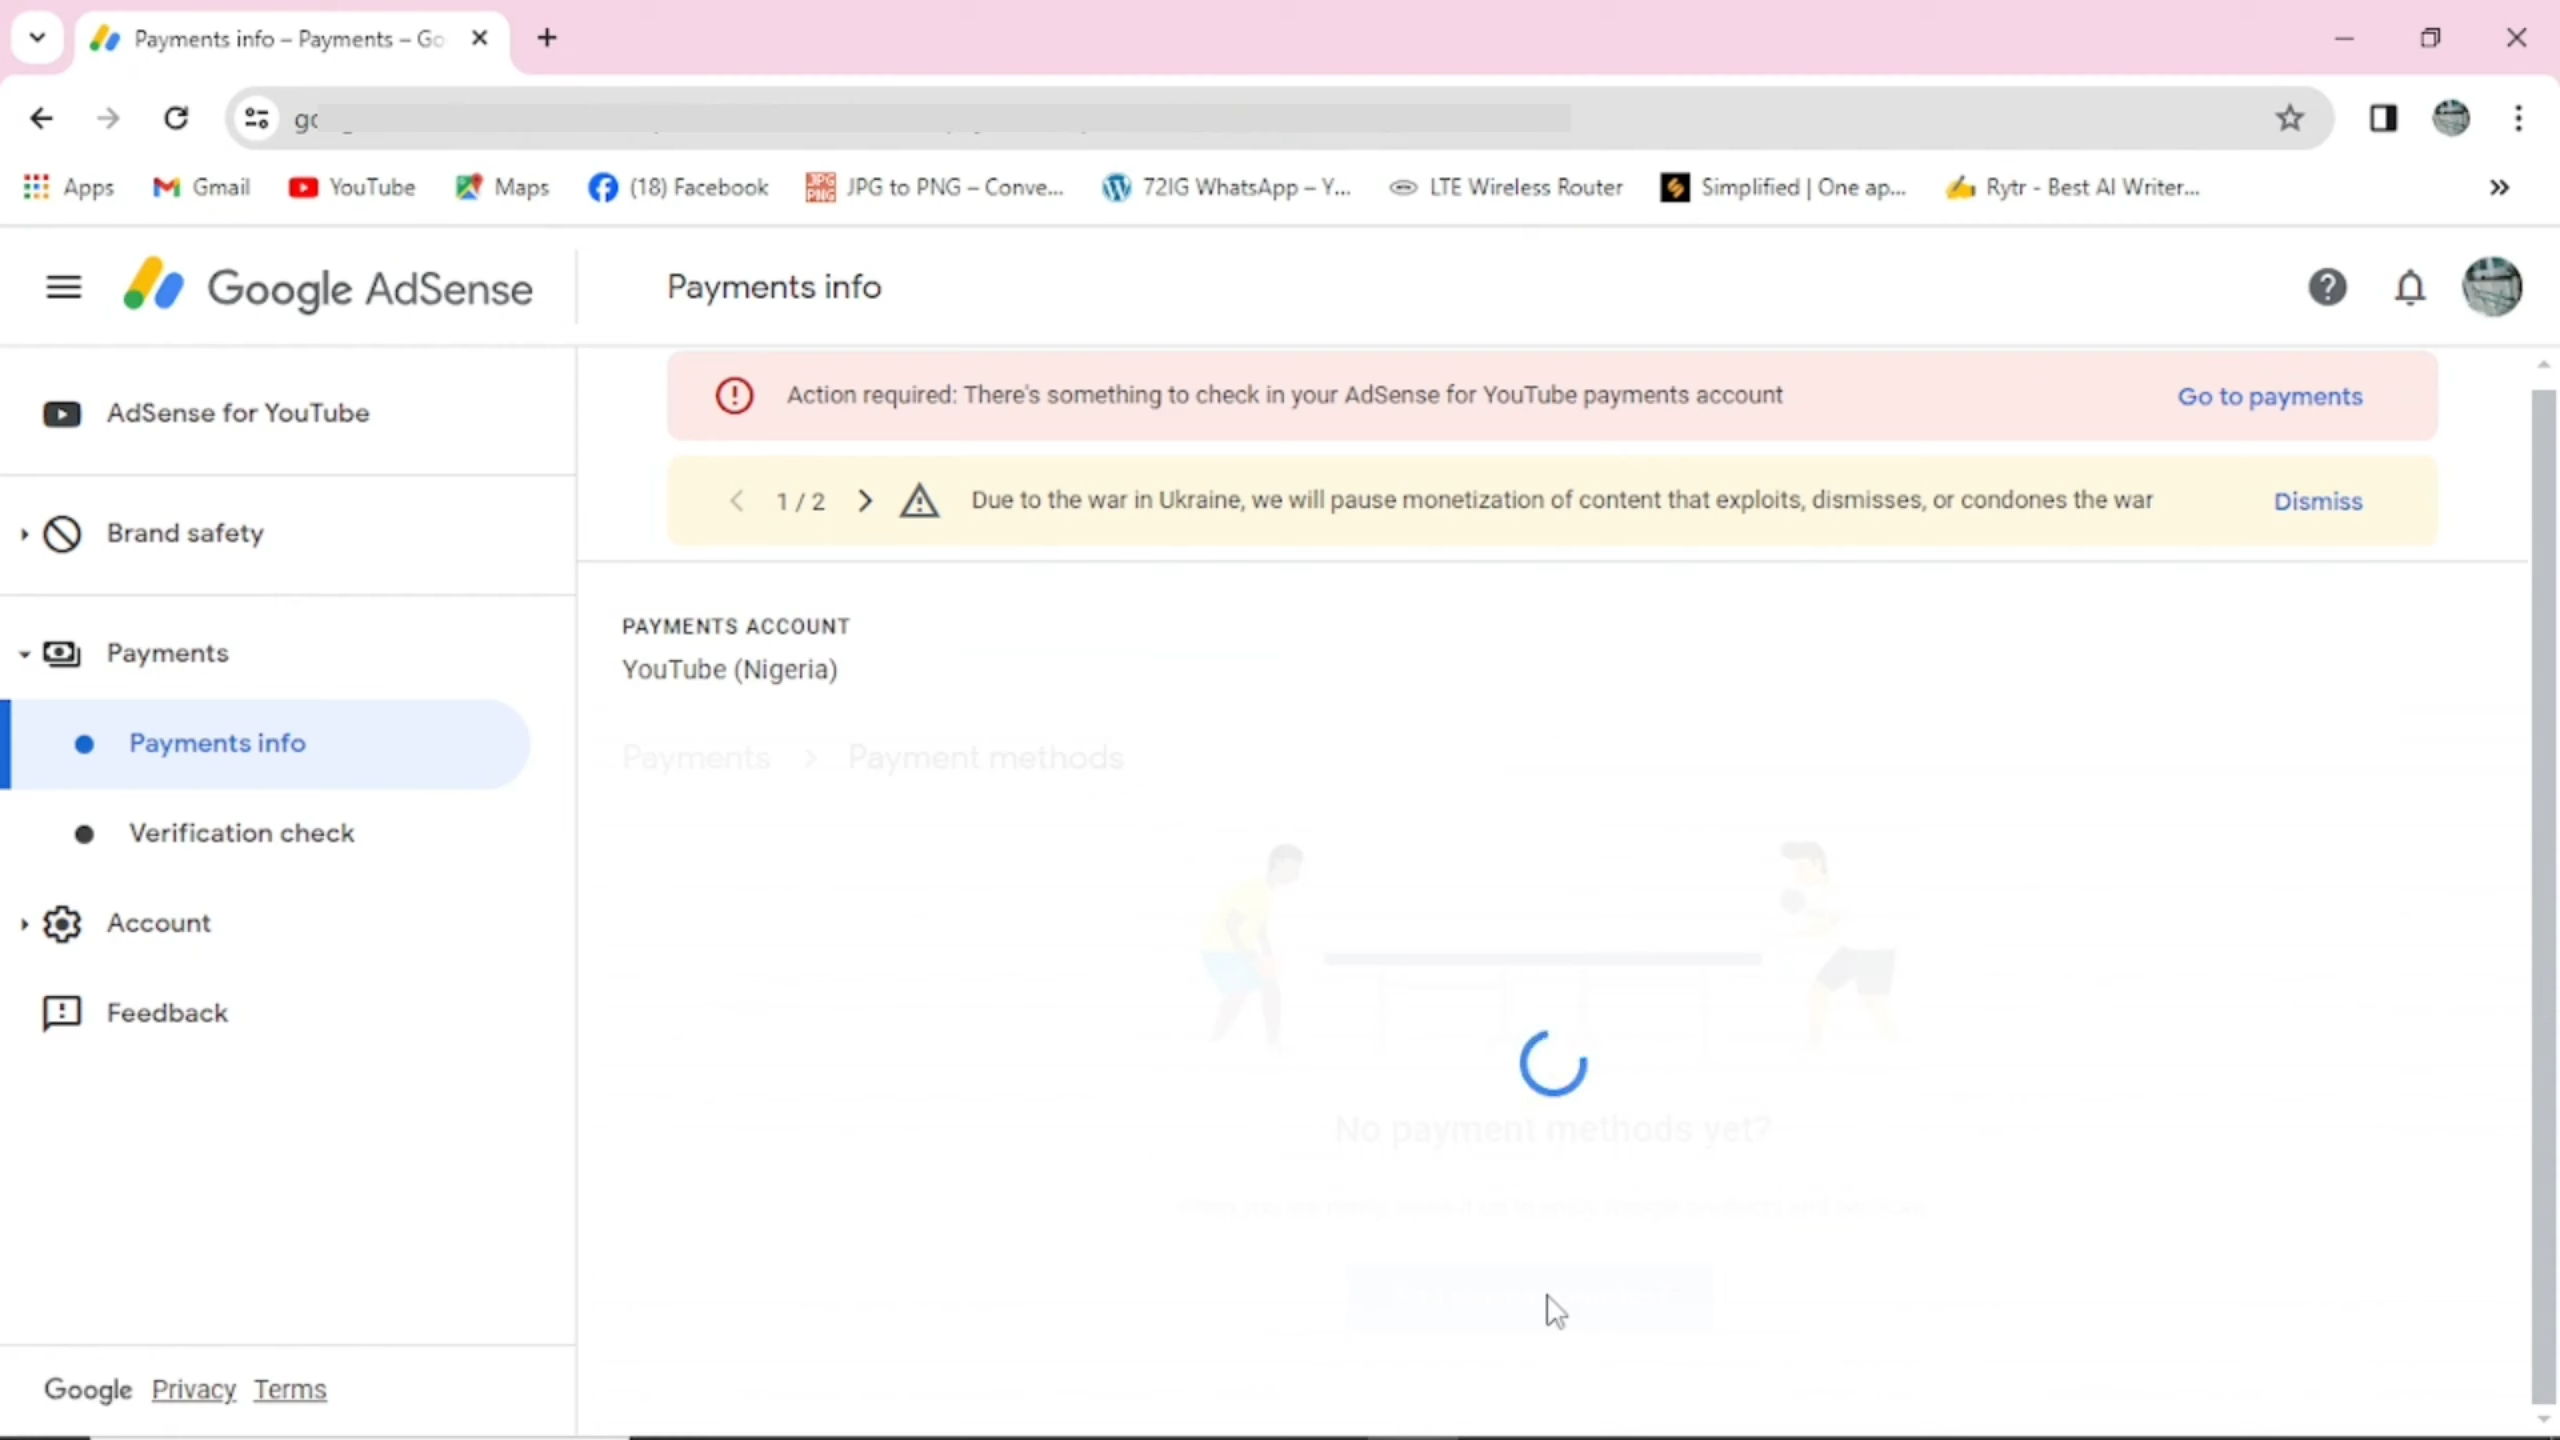 Payments info – Payments – Go
go
Apps
Gmail
YouTube
Maps
(18) Facebook
JPG to PNG – Conve...
72IG WhatsApp – Y...
LTE Wireless Router
Simplified | One ap...
Rytr - Best AI Writer...
Google AdSense
Payments info
AdSense for YouTube
Brand safety
Payments
Payments info
Verification check
Account
Feedback
Google Privacy Terms
Action required: There's something to check in your AdSense for YouTube payments account
Go to payments
1 / 2
Due to the war in Ukraine, we will pause monetization of content that exploits, dismisses, or condones the war
Dismiss
PAYMENTS ACCOUNT
YouTube (Nigeria)
Payments > Payment methods
No payment methods yet?